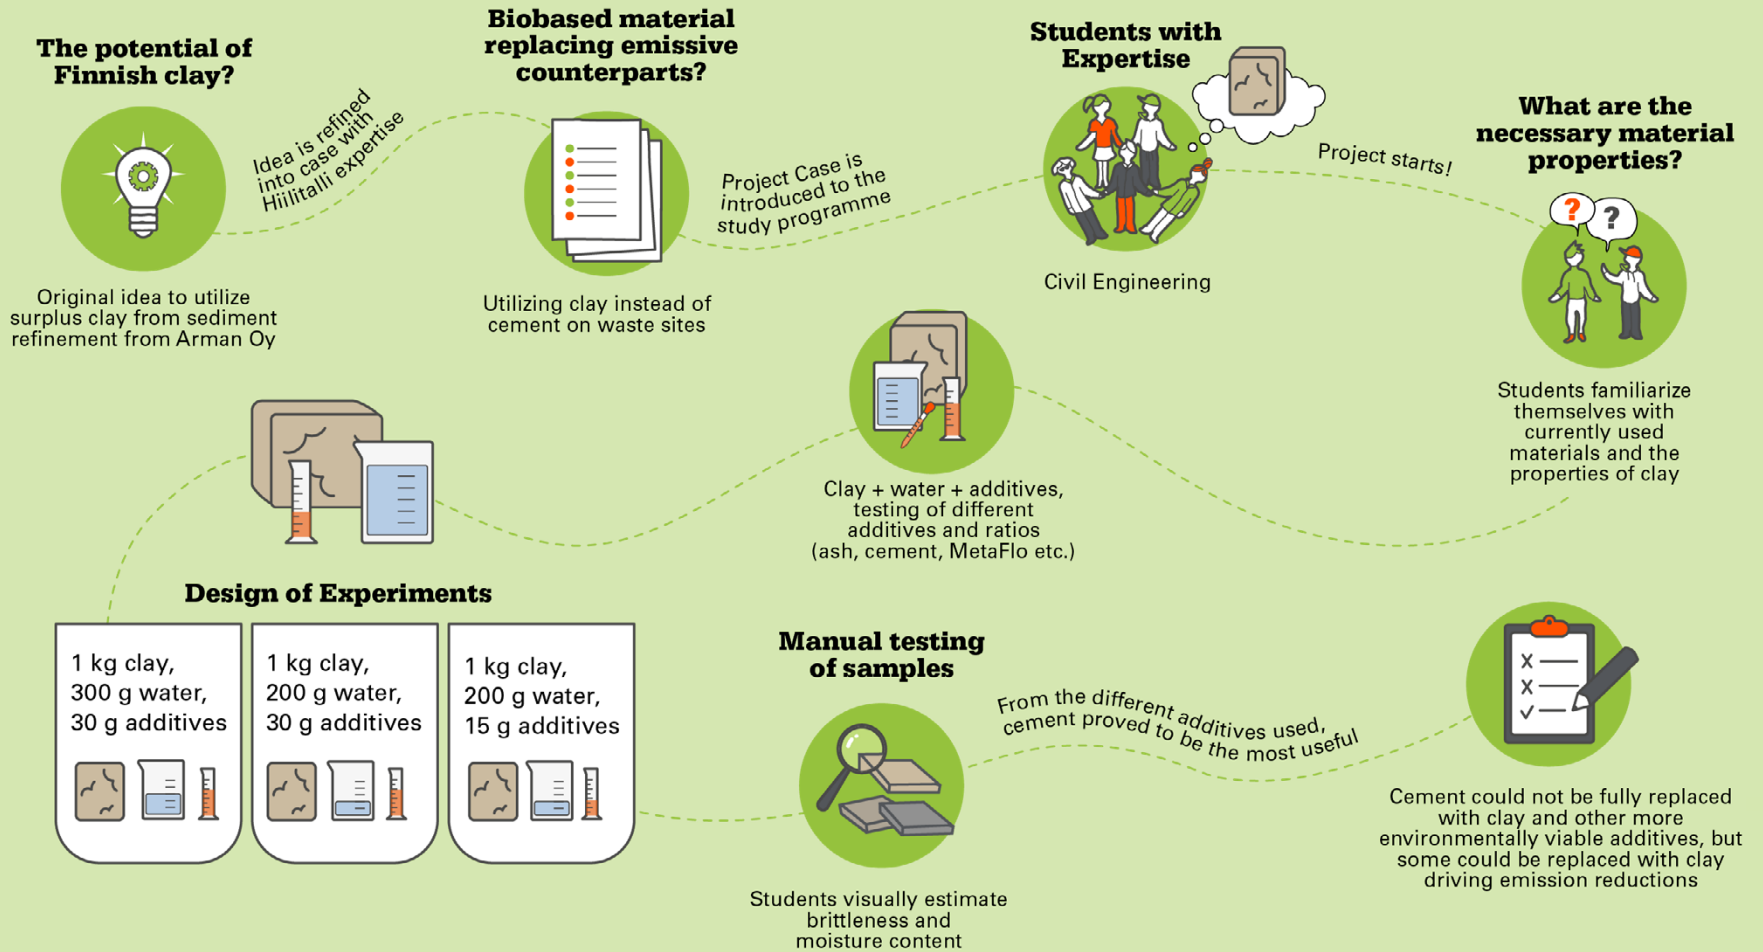 The potential of
Finnish clay?
Original idea to utilize
surplus clay from sediment
refinement from Arman Oy
Idea is refined
into case with
Hiilitalli expertise
Biobased material
replacing emissive
counterparts?
Utilizing clay instead of
cement on waste sites
Project Case is
introduced to the
study programme
Students with
Expertise
Civil Engineering
Project starts!
What are the
necessary material
properties?
?
?
Students familiarize
themselves with
currently used
materials and the
properties of clay
Clay + water + additives,
testing of different
additives and ratios
(ash, cement, MetaFlo etc.)
Design of Experiments
1 kg clay,
300 g water,
30 g additives
1 kg clay,
200 g water,
30 g additives
1 kg clay,
200 g water,
15 g additives
Manual testing
of samples
Students visually estimate
brittleness and
moisture content
From the different additives used,
cement proved to be the most useful
Cement could not be fully replaced
with clay and other more
environmentally viable additives, but
some could be replaced with clay
driving emission reductions